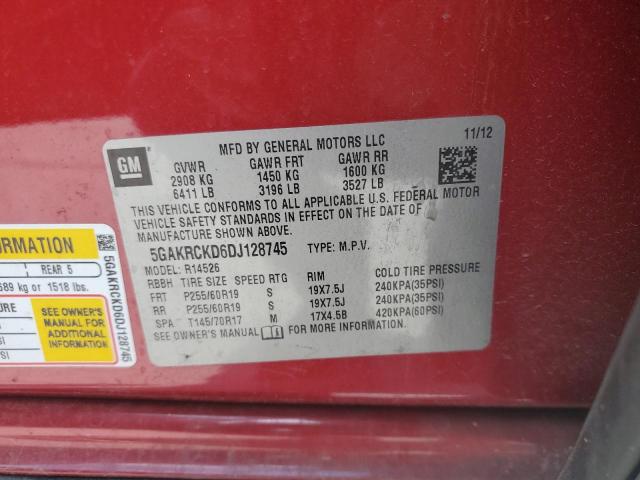 MFD BY GENERAL MOTORS LLC 11/12
GM
GVWR GAWR FRT GAWR RR
2908 KG 1450 KG 1600 KG
6411 LB 3196 LB 3527 LB
THIS VEHICLE CONFORMS TO ALL APPLICABLE U.S. FEDERAL MOTOR
VEHICLE SAFETY STANDARDS IN EFFECT ON THE DATE OF
MANUFACTURE SHOWN ABOVE.
5GAKRCKD6DJ128745 TYPE: M.P.V.
MODEL: R14526
RBBH TIRE SIZE SPEED RTG RIM COLD TIRE PRESSURE
FRT P255/60R19 S 19X7.5J 240KPA(35PSI)
RR P255/60R19 S 19X7.5J 240KPA(35PSI)
SPA T145/70R17 M 17X4.5B 420KPA(60PSI)
SEE OWNER'S MANUAL FOR MORE INFORMATION.
ORMATION
REAR 5
689 kg or 1518 lbs.
SEE OWNER'S
MANUAL FOR
ADDITIONAL
INFORMATION
5GAKRCKD6DJ128745